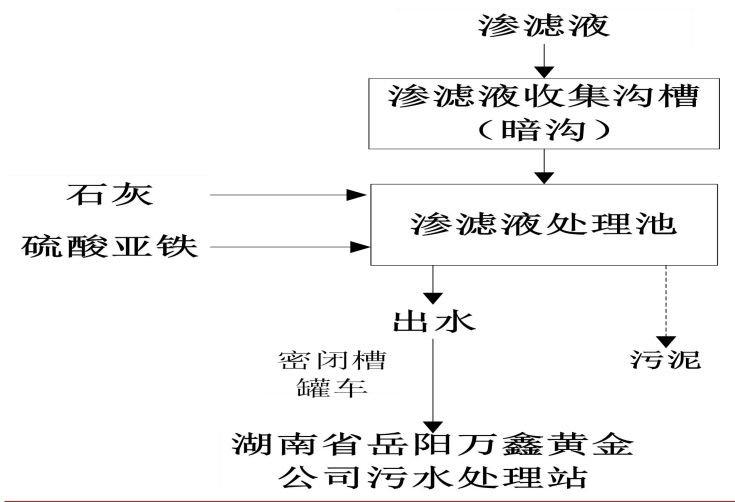 渗滤液
渗滤液收集沟槽
（暗沟）
石灰
渗滤液处理池
硫酸亚铁
出水
密闭槽
罐车
污泥
湖南省岳阳万鑫黄金
公司污水处理站